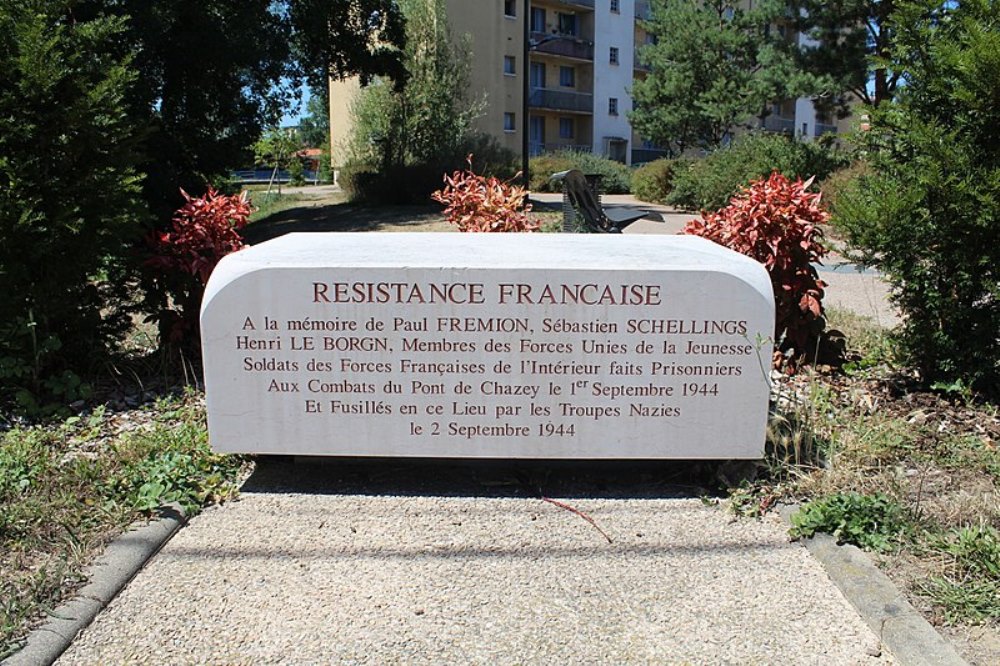 RESISTANCE FRANCAISE
A la mémoire de Paul FREMION, Sébastien SCHELLINGS
Henri LE BORGN, Membres des Forces Unies de la Jeunesse
Soldats des Forces Françaises de l'Intérieur faits Prisonniers
Aux Combats du Pont de Chazey le 1er Septembre 1944
Et Fusillés en ce Lieu par les Troupes Nazies
le 2 Septembre 1944